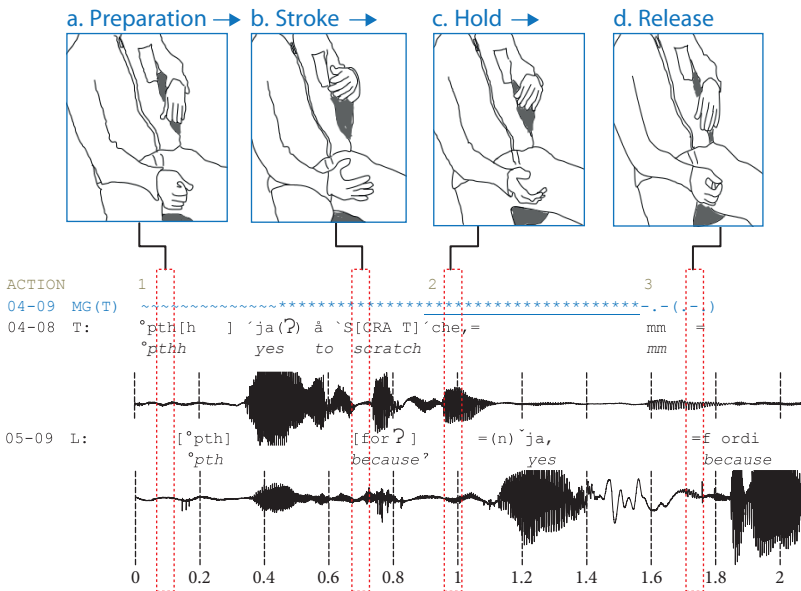 a. Preparation → b. Stroke → c. Hold → d. Release
ACTION 1 2 3
04-09 MG(T) ~~~~~~~~~~~~~~~**************************************-.-(.-.)
04-08 T: °pth[h ] ´ja(ʔ) å `S[CRA T]´che,= mm =
°pthh yes to scratch mm
05-09 L: [°pth] [forʔ ] =(n)ˇja, =f ordi
°pth because’ yes because
0 0.2 0.4 0.6 0.8 1 1.2 1.4 1.6 1.8 2